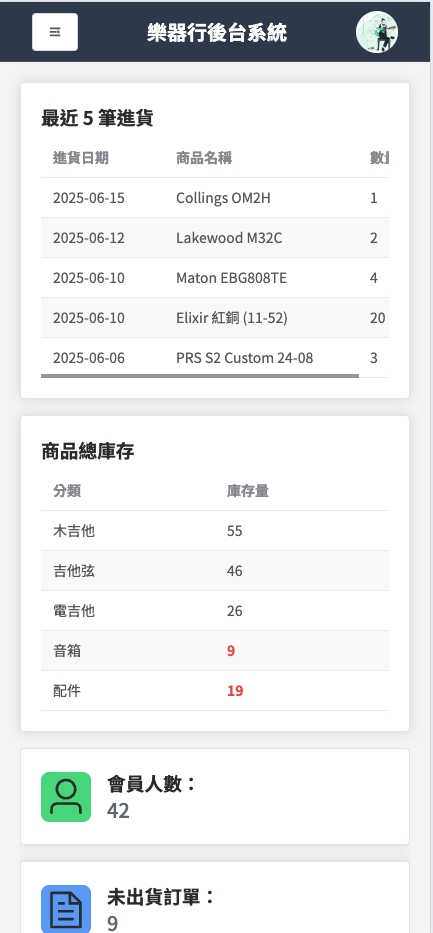 樂器行後台系統
最近 5 筆進貨
進貨日期 商品名稱 數量
2025-06-15 Collings OM2H 1
2025-06-12 Lakewood M32C 2
2025-06-10 Maton EBG808TE 4
2025-06-10 Elixir 紅銅 (11-52) 20
2025-06-06 PRS S2 Custom 24-08 3
商品總庫存
分類 庫存量
木吉他 55
吉他弦 46
電吉他 26
音箱 9
配件 19
會員人數：
42
未出貨訂單：
9